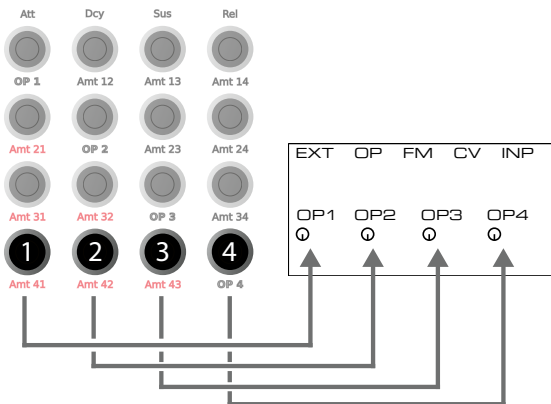 Att Dcy Sus Rel
OP 1 Amt 12 Amt 13 Amt 14
Amt 21 OP 2 Amt 23 Amt 24
Amt 31 Amt 32 OP 3 Amt 34
1 2 3 4
Amt 41 Amt 42 Amt 43 OP 4
EXT OP FM CV INP
OP1 OP2 OP3 OP4